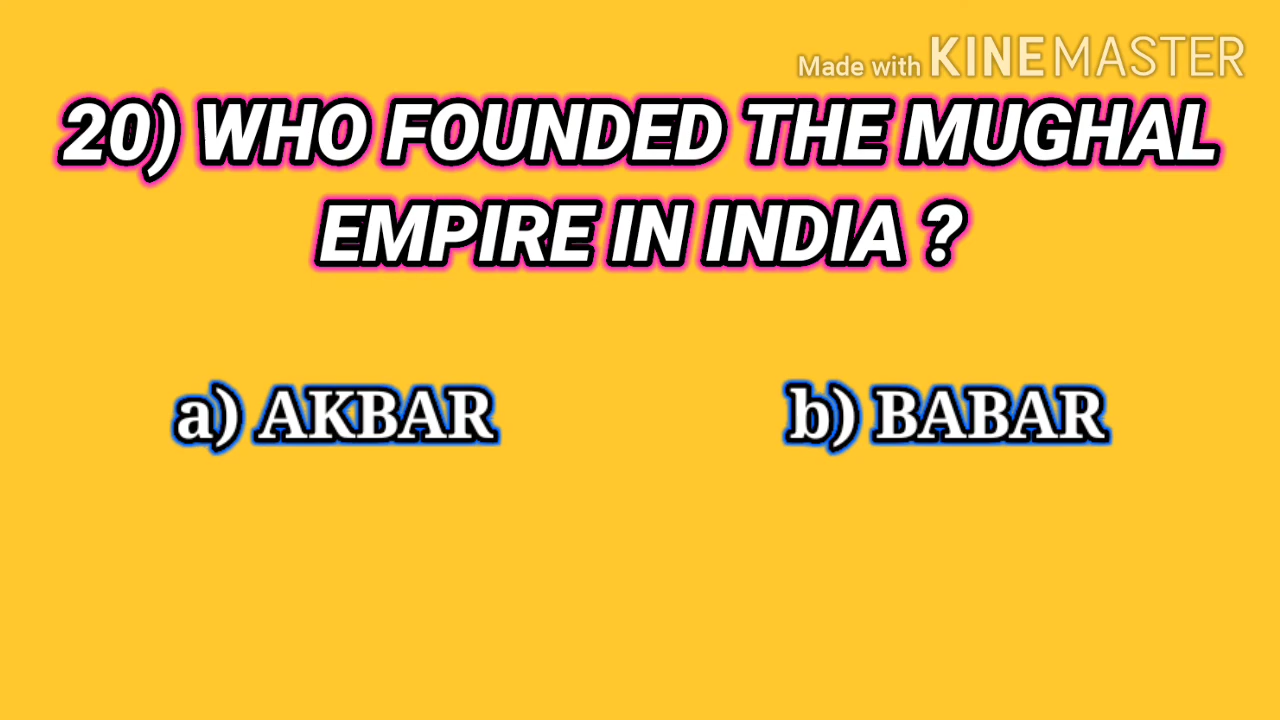 Made with KINEMASTER
20) WHO FOUNDED THE MUGHAL
EMPIRE IN INDIA ?
a) AKBAR
b) BABAR